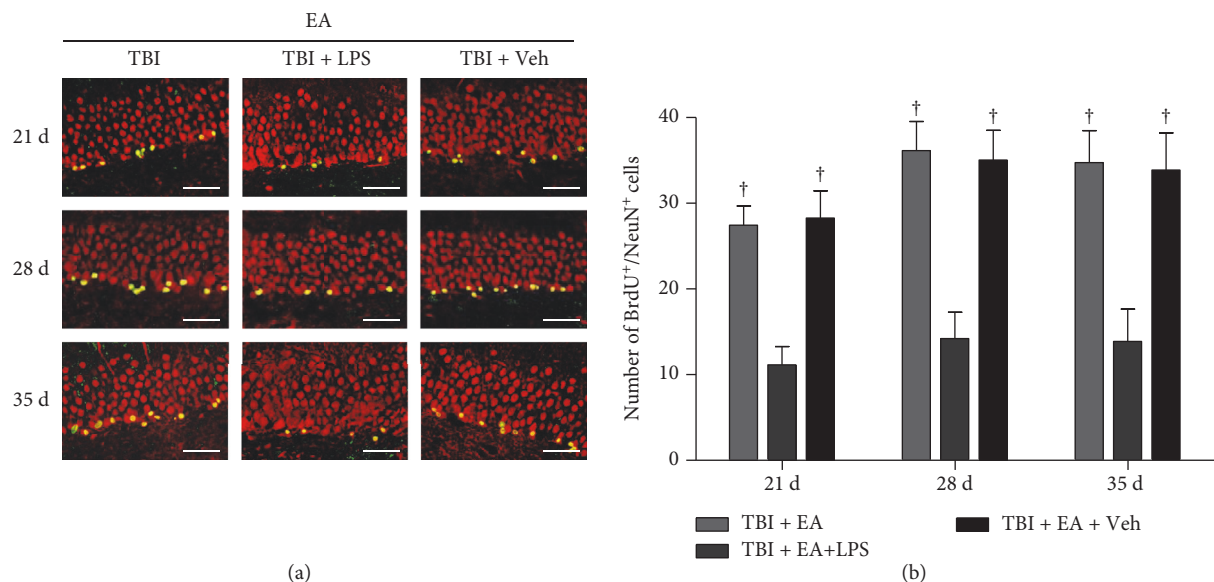 EA
TBI
TBI + LPS
TBI + Veh
21 d
28 d
35 d
(a)
Number of BrdU⁺/NeuN⁺ cells
40
30
20
10
0
† † † † † †
21 d 28 d 35 d
TBI + EA
TBI + EA + Veh
TBI + EA+LPS
(b)